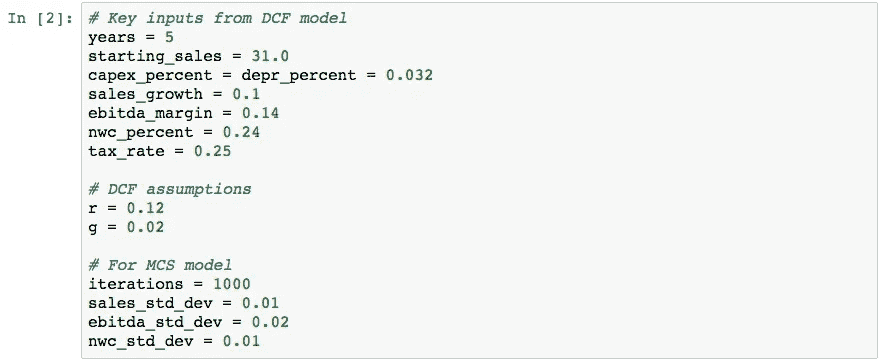 In [2]: # Key inputs from DCF model
years = 5
starting_sales = 31.0
capex_percent = depr_percent = 0.032
sales_growth = 0.1
ebitda_margin = 0.14
nwc_percent = 0.24
tax_rate = 0.25
# DCF assumptions
r = 0.12
g = 0.02
# For MCS model
iterations = 1000
sales_std_dev = 0.01
ebitda_std_dev = 0.02
nwc_std_dev = 0.01